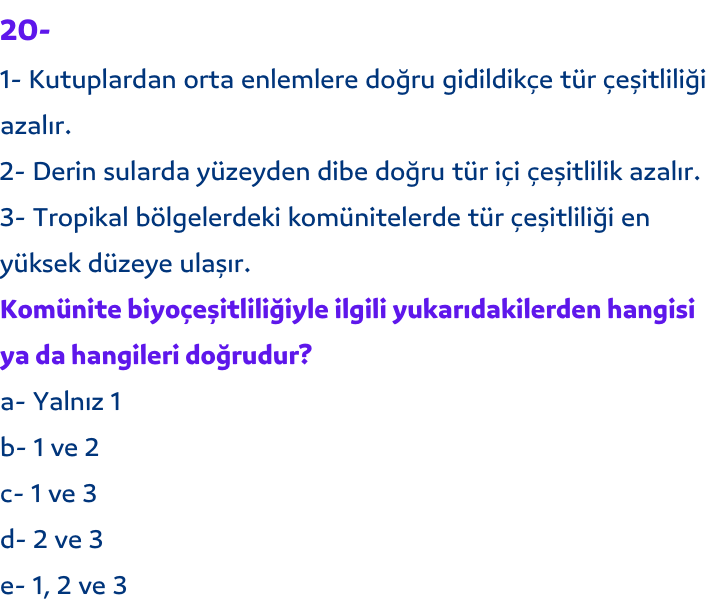 20-
1- Kutuplardan orta enlemlere doğru gidildikçe tür çeşitliliği
azalır.
2- Derin sularda yüzeyden dibe doğru tür içi çeşitlilik azalır.
3- Tropikal bölgelerdeki komünitelerde tür çeşitliliği en
yüksek düzeye ulaşır.
Komünite biyoçeşitliliğiyle ilgili yukarıdakilerden hangisi
ya da hangileri doğrudur?
a- Yalnız 1
b- 1 ve 2
c- 1 ve 3
d- 2 ve 3
e- 1, 2 ve 3